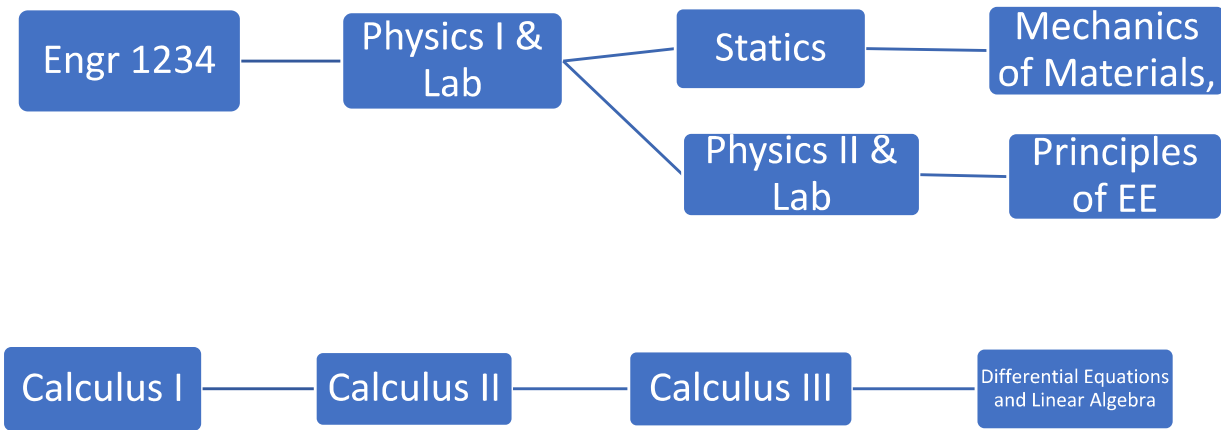 Engr 1234
Physics I &
Lab
Statics
Mechanics
of Materials,
Physics II &
Lab
Principles
of EE
Calculus I
Calculus II
Calculus III
Differential Equations
and Linear Algebra